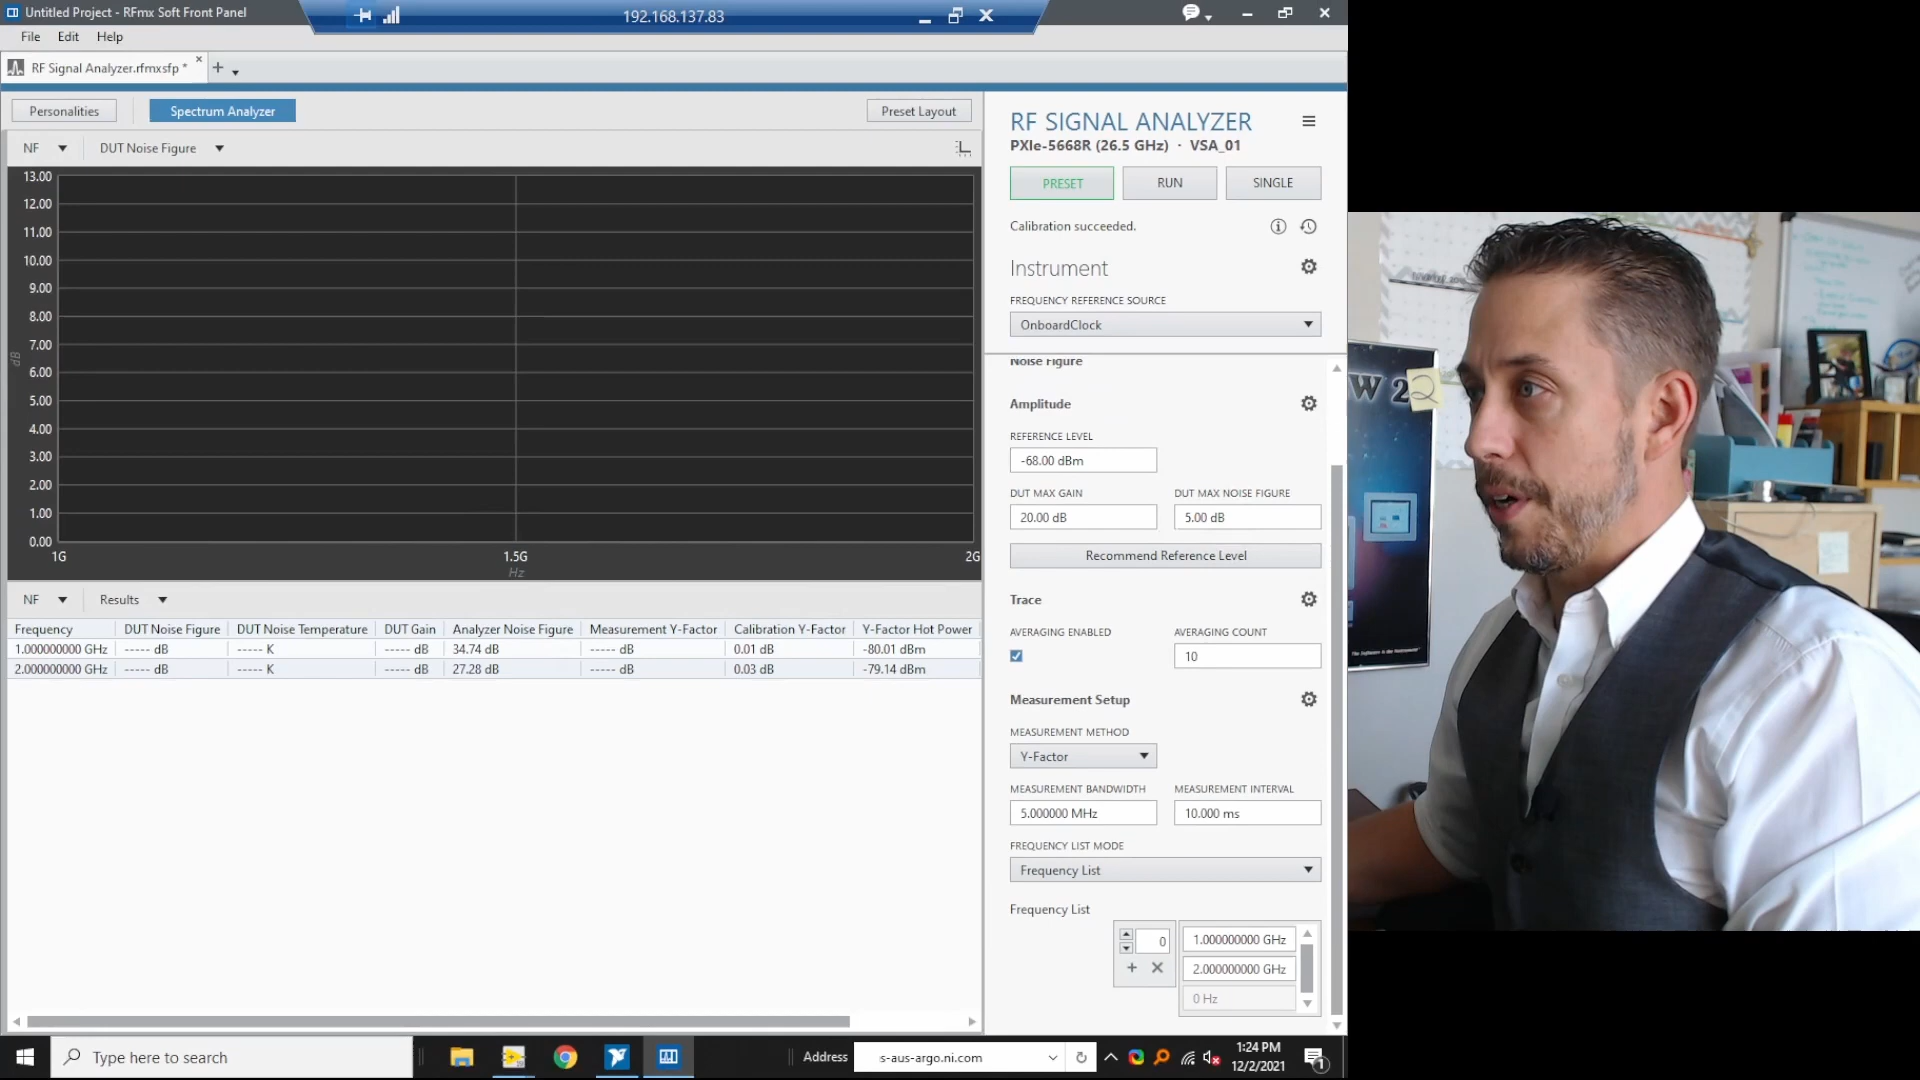 Untitled Project - RFmx Soft Front Panel
192.168.137.83
File Edit Help
RF Signal Analyzer.rfmxsfp *
Personalities Spectrum Analyzer Preset Layout
NF DUT Noise Figure
13.00
12.00
11.00
10.00
9.00
8.00
7.00
6.00
5.00
4.00
3.00
2.00
1.00
0.00
dB
1G 1.5G 2G
Hz
NF Results
Frequency DUT Noise Figure DUT Noise Temperature DUT Gain Analyzer Noise Figure Measurement Y-Factor Calibration Y-Factor Y-Factor Hot Power
1.000000000 GHz ----- dB ----- K ----- dB 34.74 dB ----- dB 0.01 dB -80.01 dBm
2.000000000 GHz ----- dB ----- K ----- dB 27.28 dB ----- dB 0.03 dB -79.14 dBm
RF SIGNAL ANALYZER
PXIe-5668R (26.5 GHz) · VSA_01
PRESET RUN SINGLE
Calibration succeeded.
Instrument
FREQUENCY REFERENCE SOURCE
OnboardClock
Noise Figure
Amplitude
REFERENCE LEVEL
-68.00 dBm
DUT MAX GAIN DUT MAX NOISE FIGURE
20.00 dB 5.00 dB
Recommend Reference Level
Trace
AVERAGING ENABLED AVERAGING COUNT
10
Measurement Setup
MEASUREMENT METHOD
Y-Factor
MEASUREMENT BANDWIDTH MEASUREMENT INTERVAL
5.000000 MHz 10.000 ms
FREQUENCY LIST MODE
Frequency List
Frequency List
0 1.000000000 GHz
2.000000000 GHz
0 Hz
W 2
2
Type here to search
Address s-aus-argo.ni.com
1:24 PM
12/2/2021
1